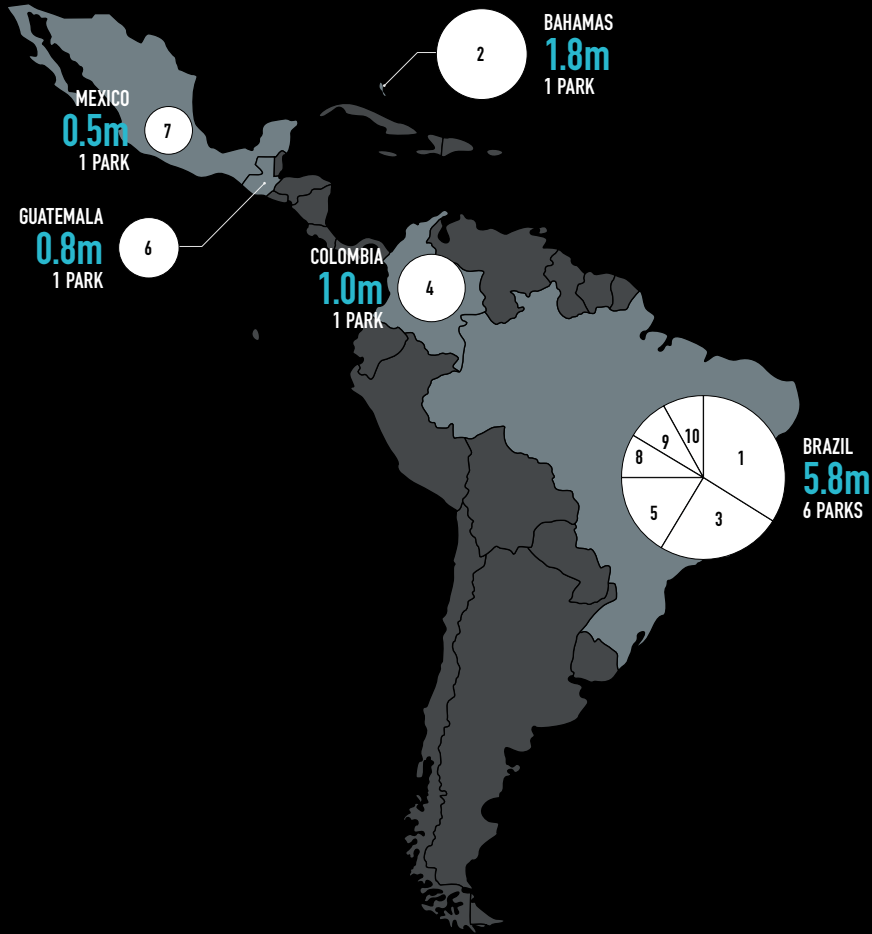 BAHAMAS
1.8m
1 PARK
2
MEXICO
0.5m
1 PARK
7
GUATEMALA
0.8m
1 PARK
6
COLOMBIA
1.0m
1 PARK
4
BRAZIL
5.8m
6 PARKS
1
3
5
8
9
10